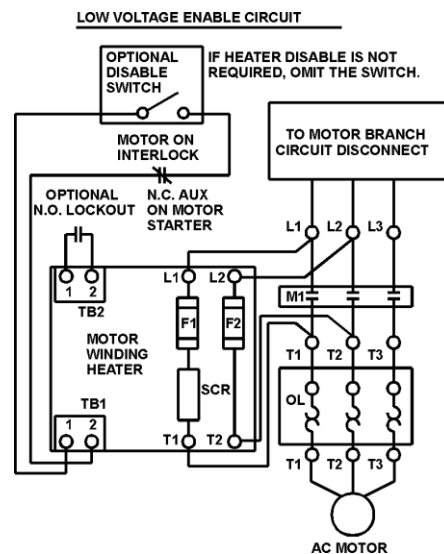 LOW VOLTAGE ENABLE CIRCUIT
OPTIONAL
DISABLE
SWITCH
IF HEATER DISABLE IS NOT
REQUIRED, OMIT THE SWITCH.
MOTOR ON
INTERLOCK
TO MOTOR BRANCH
CIRCUIT DISCONNECT
OPTIONAL
N.O. LOCKOUT
N.C. AUX
ON MOTOR
STARTER
L1 L2 L3
L1 L2
1 2
TB2
M1
F1 F2
MOTOR
WINDING
HEATER
T1 T2 T3
SCR
OL
TB1
1 2
T1 T2
T1 T2 T3
AC MOTOR